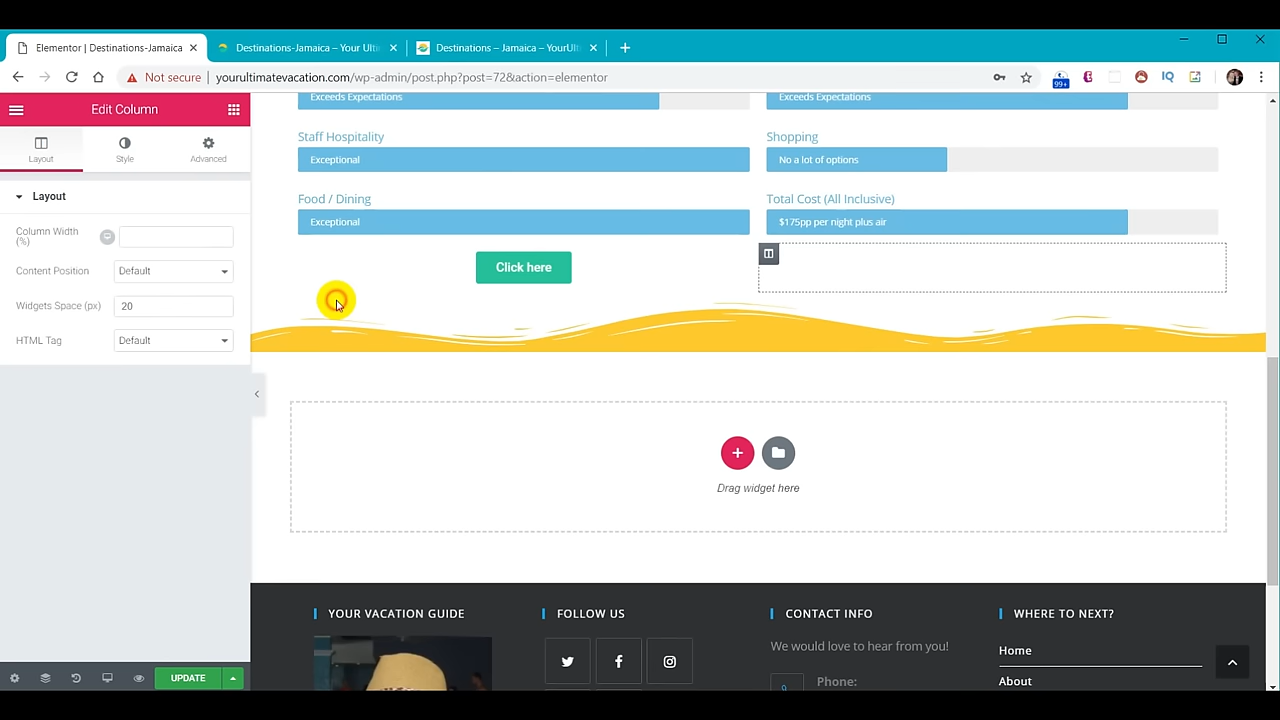 Elementor | Destinations-Jamaica
Destinations-Jamaica – Your Ulti
Destinations – Jamaica – YourUlt
Not secure
yourultimatevacation.com/wp-admin/post.php?post=72&action=elementor
99+
IQ
Edit Column
Layout
Style
Advanced
Layout
Column Width (%)
Content Position
Default
Widgets Space (px)
20
HTML Tag
Default
UPDATE
Exceeds Expectations
Exceeds Expectations
Staff Hospitality
Shopping
Exceptional
No a lot of options
Food / Dining
Total Cost (All Inclusive)
Exceptional
$175pp per night plus air
Click here
Drag widget here
YOUR VACATION GUIDE
FOLLOW US
CONTACT INFO
WHERE TO NEXT?
We would love to hear from you!
Home
Phone:
About